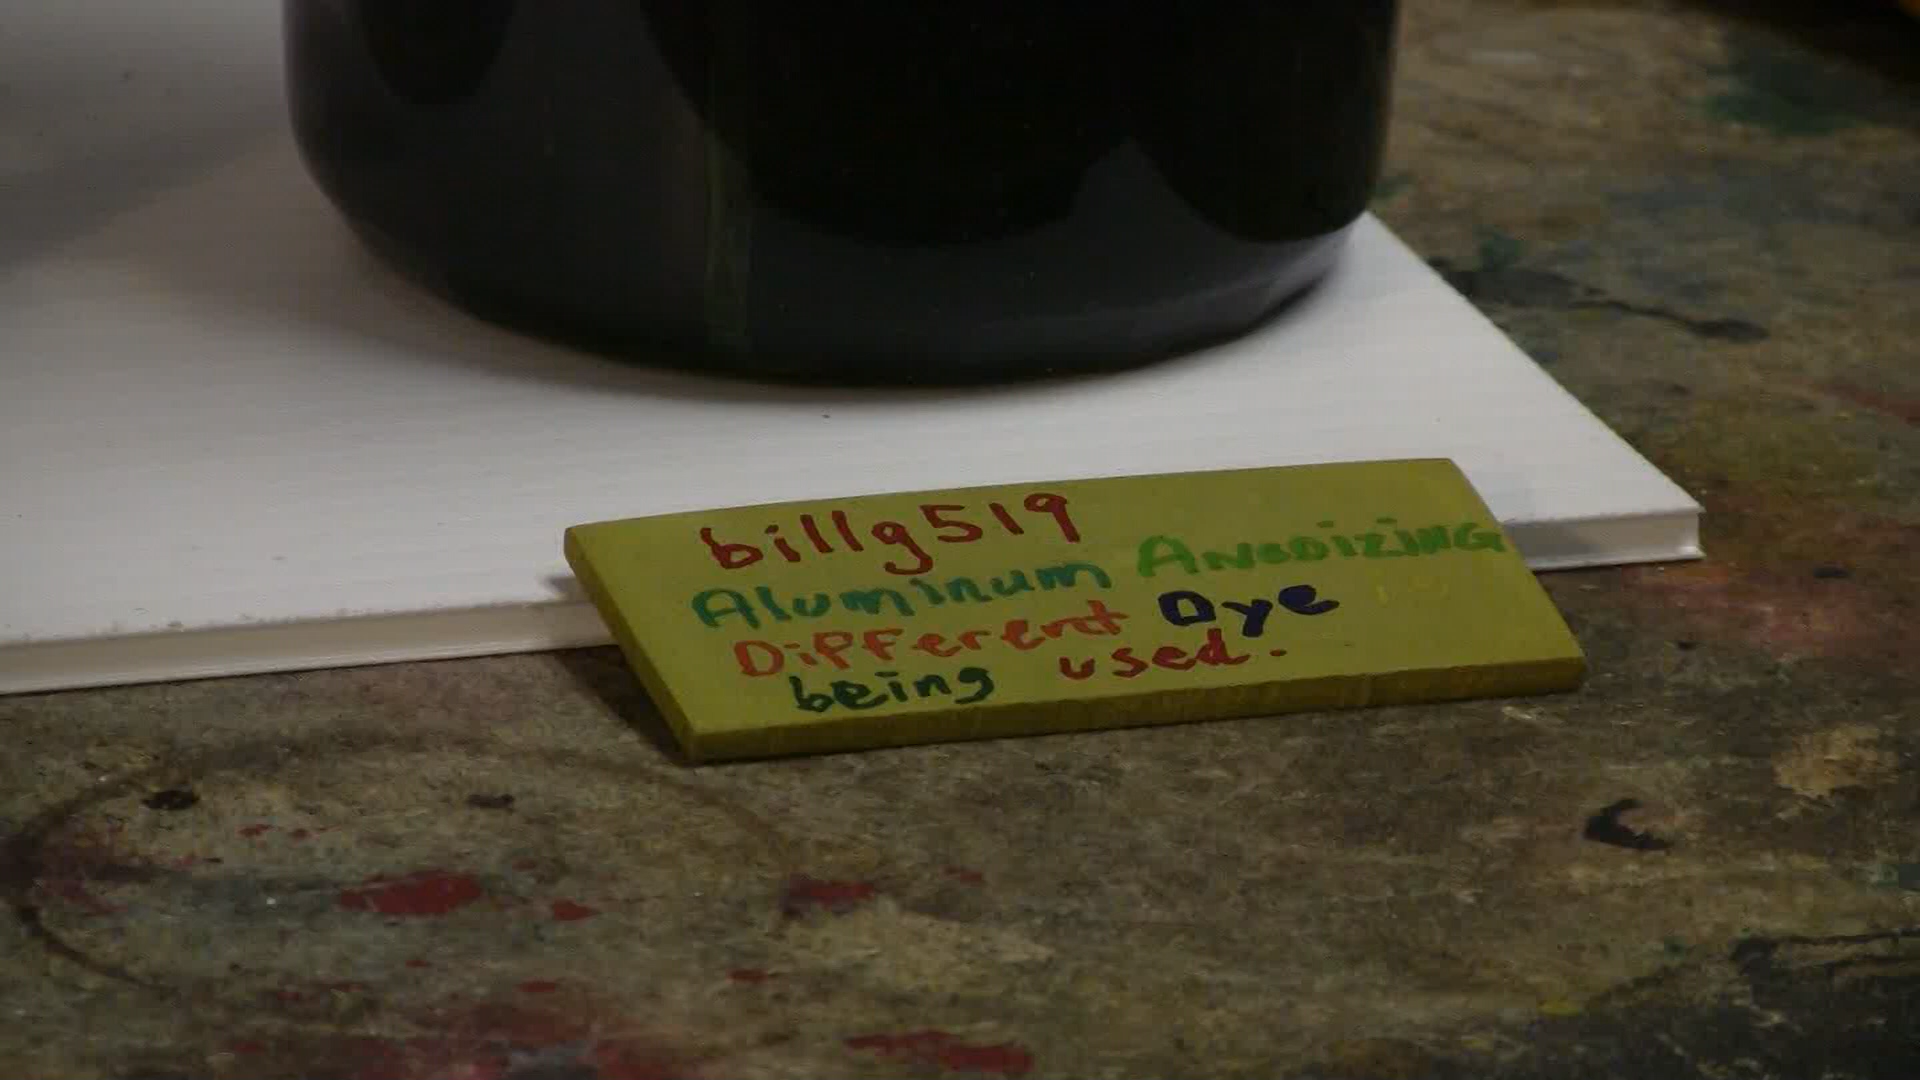 billg519
Aluminum Anodizing
Different Dye
being used.